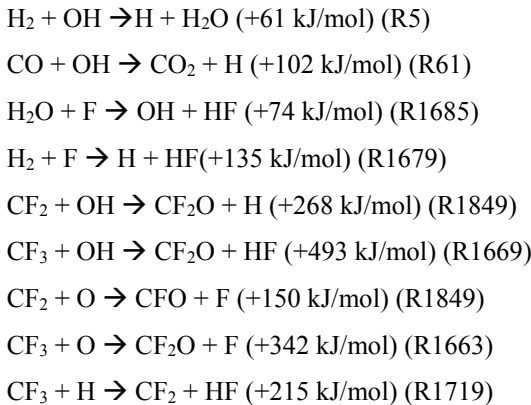 H₂ + OH → H + H₂O (+61 kJ/mol) (R5)
CO + OH → CO₂ + H (+102 kJ/mol) (R61)
H₂O + F → OH + HF (+74 kJ/mol) (R1685)
H₂ + F → H + HF(+135 kJ/mol) (R1679)
CF₂ + OH → CF₂O + H (+268 kJ/mol) (R1849)
CF₃ + OH → CF₂O + HF (+493 kJ/mol) (R1669)
CF₂ + O → CFO + F (+150 kJ/mol) (R1849)
CF₃ + O → CF₂O + F (+342 kJ/mol) (R1663)
CF₃ + H → CF₂ + HF (+215 kJ/mol) (R1719)